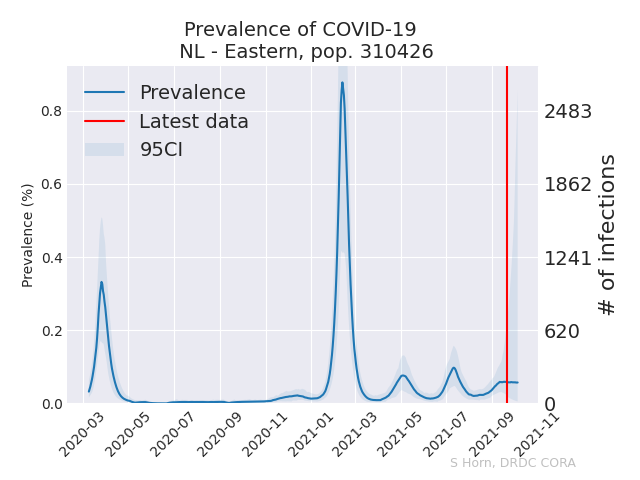 Prevalence of COVID-19
NL - Eastern, pop. 310426
Prevalence
Latest data
95CI
Prevalence (%)
0.8
0.6
0.4
0.2
0.0
2483
1862
1241
620
0
# of infections
2020-03
2020-05
2020-07
2020-09
2020-11
2021-01
2021-03
2021-05
2021-07
2021-09
2021-11
S Horn, DRDC CORA